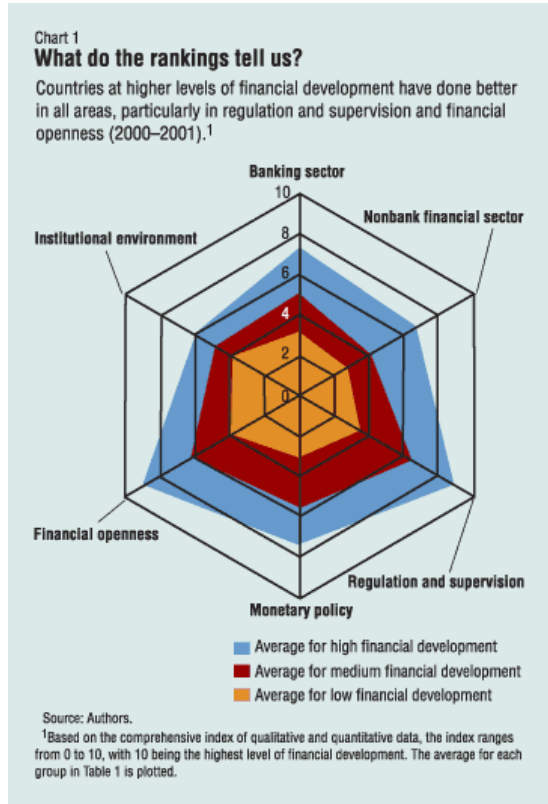 Chart 1
What do the rankings tell us?
Countries at higher levels of financial development have done better
in all areas, particularly in regulation and supervision and financial
openness (2000–2001).1
Banking sector
10
Nonbank financial sector
8
Institutional environment
6
4
2
0
Financial openness
Regulation and supervision
Monetary policy
Average for high financial development
Average for medium financial development
Average for low financial development
Source: Authors.
1Based on the comprehensive index of qualitative and quantitative data, the index ranges
from 0 to 10, with 10 being the highest level of financial development. The average for each
group in Table 1 is plotted.